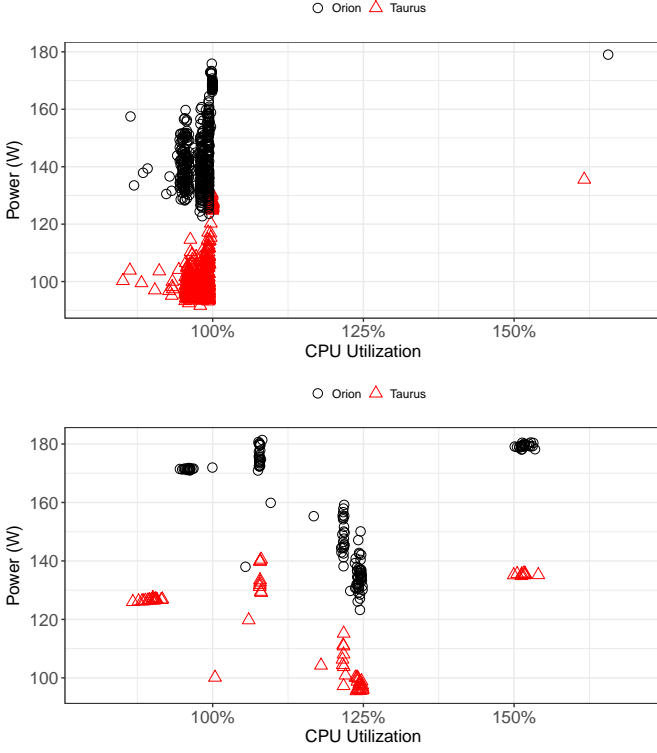 Orion Taurus
180
160
140
120
100
Power (W)
100% 125% 150%
CPU Utilization
Orion Taurus
180
160
140
120
100
Power (W)
100% 125% 150%
CPU Utilization